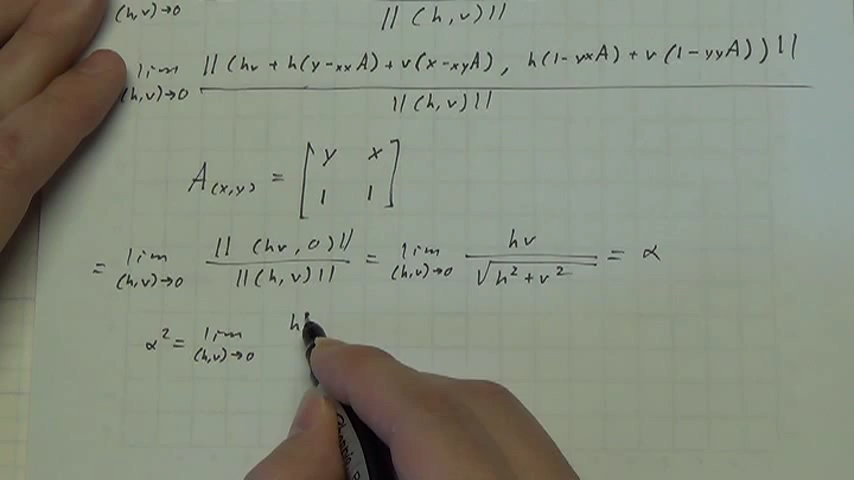 (h,v)→0 ||(h,v)||
lim (h,v)→0 ||(hv + h(y-xxA) + v(x-xyA), h(1-yxA) + v(1-yyA))|| / ||(h,v)||
A(x,y) = [y x
1 1]
= lim (h,v)→0 ||(hv,0)|| / ||(h,v)|| = lim (h,v)→0 hv / √h²+v² = α
α² = lim (h,v)→0 h